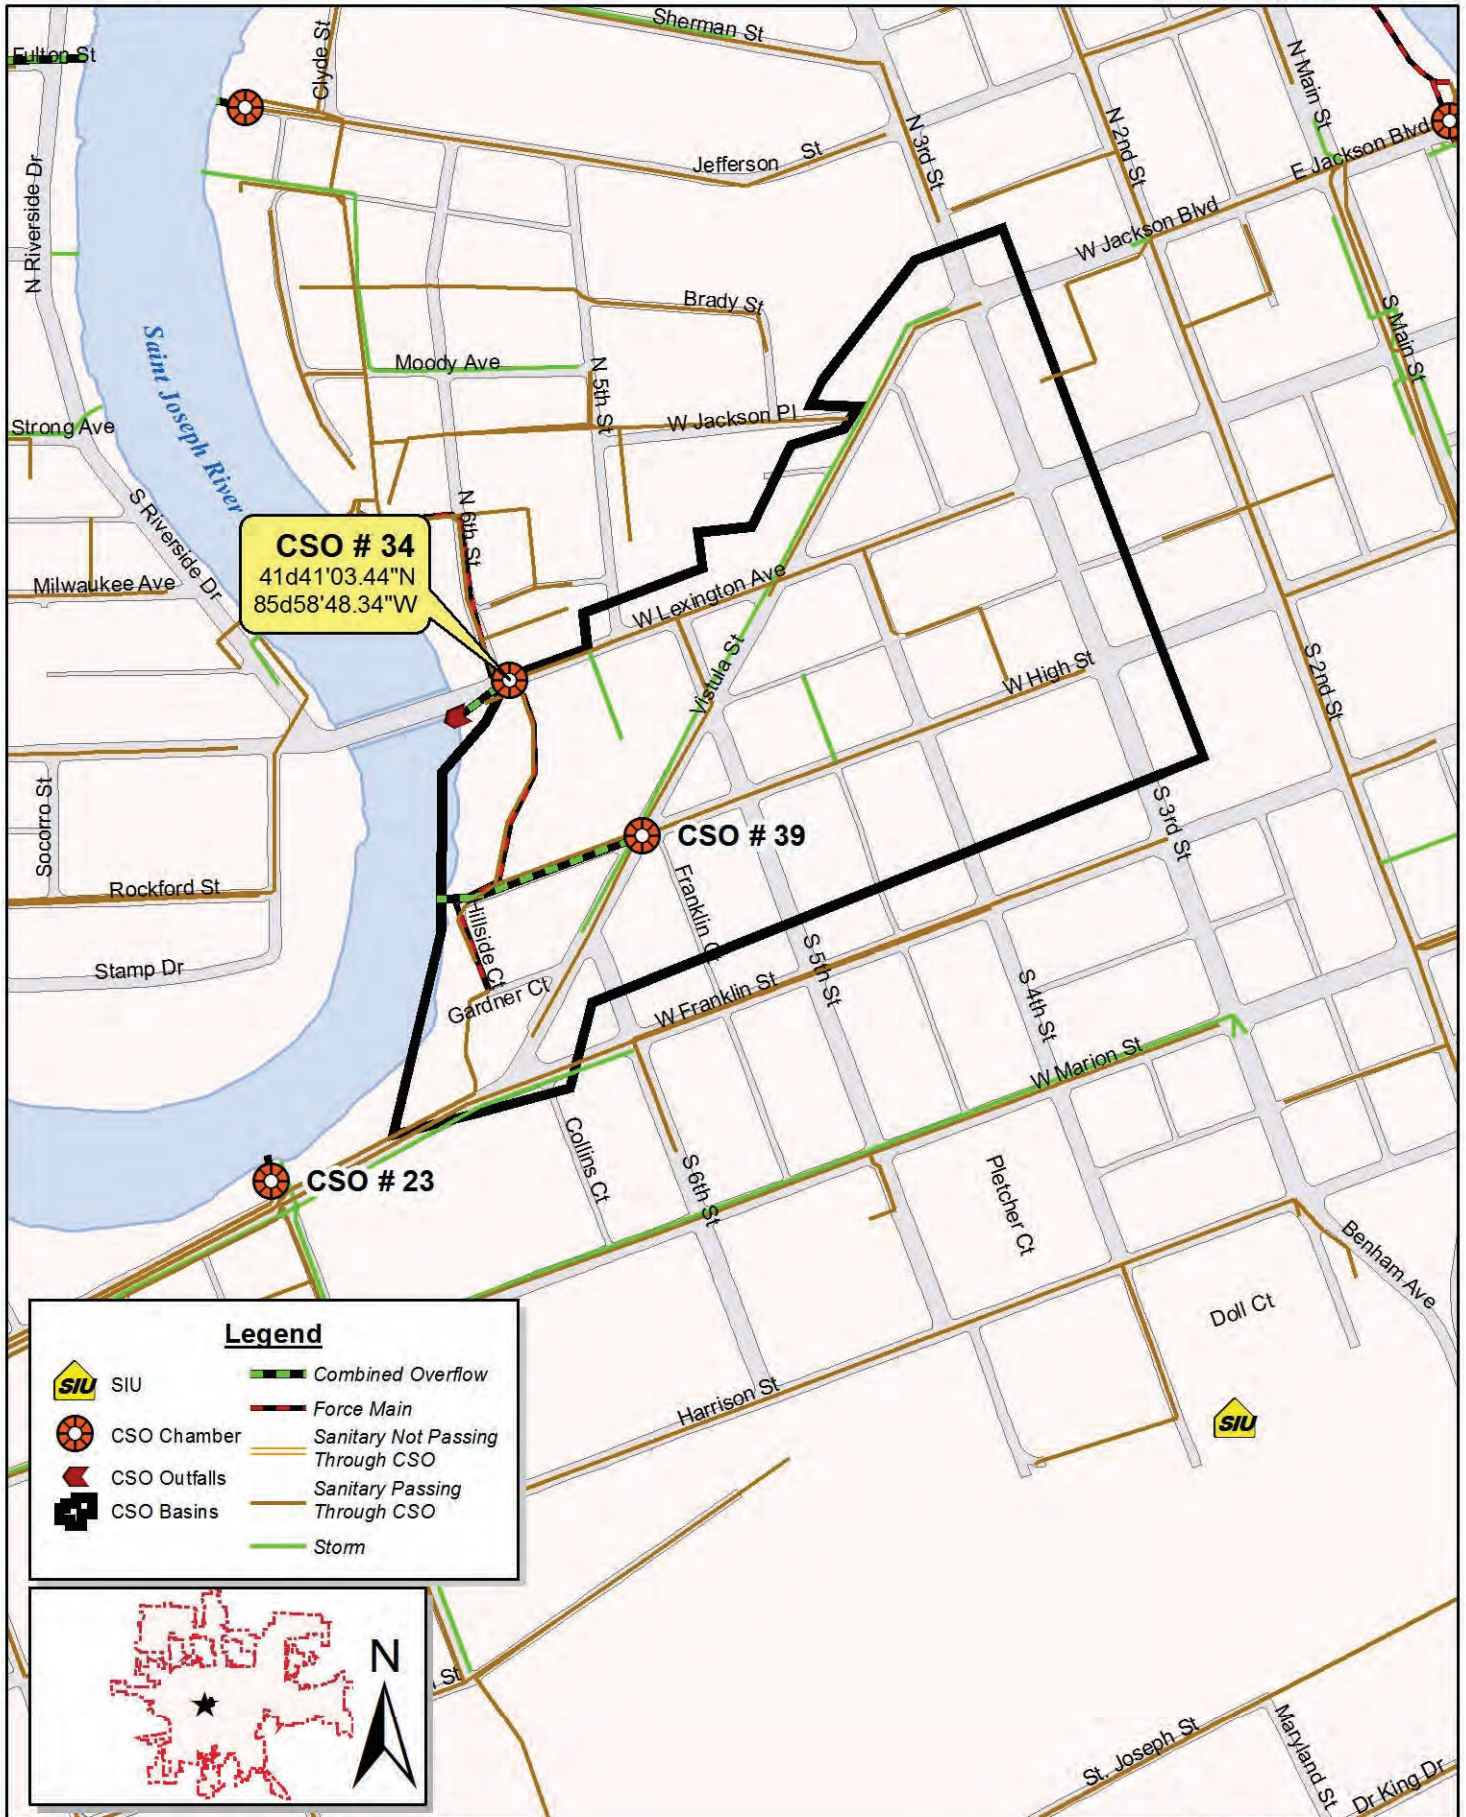 Sherman St
Fulton St
Clyde St
N Main St
N 3rd St
N 2nd St
E Jackson Blvd
Jefferson St
N Riverside Dr
W Jackson Blvd
Brady St
S Main St
Saint Joseph River
Moody Ave
N 5th St
W Jackson Pl
Strong Ave
S Riverside Dr
N 6th St
CSO # 34
41d41'03.44"N
85d58'48.34"W
Milwaukee Ave
W Lexington Ave
Vistula St
W High St
S 2nd St
Socorro St
CSO # 39
S 3rd St
Rockford St
Franklin
Hillside Ct
Stamp Dr
Gardner Ct
S 5th St
W Franklin St
S 4th St
W Marion St
Collins Ct
S 6th St
Pletcher Ct
CSO # 23
Benham Ave
Doll Ct
Harrison St
SIU
Legend
SIU
SIU
CSO Chamber
CSO Outfalls
CSO Basins
Combined Overflow
Force Main
Sanitary Not Passing
Through CSO
Sanitary Passing
Through CSO
Storm
N
St
St. Joseph St
Maryland St
Dr King Dr